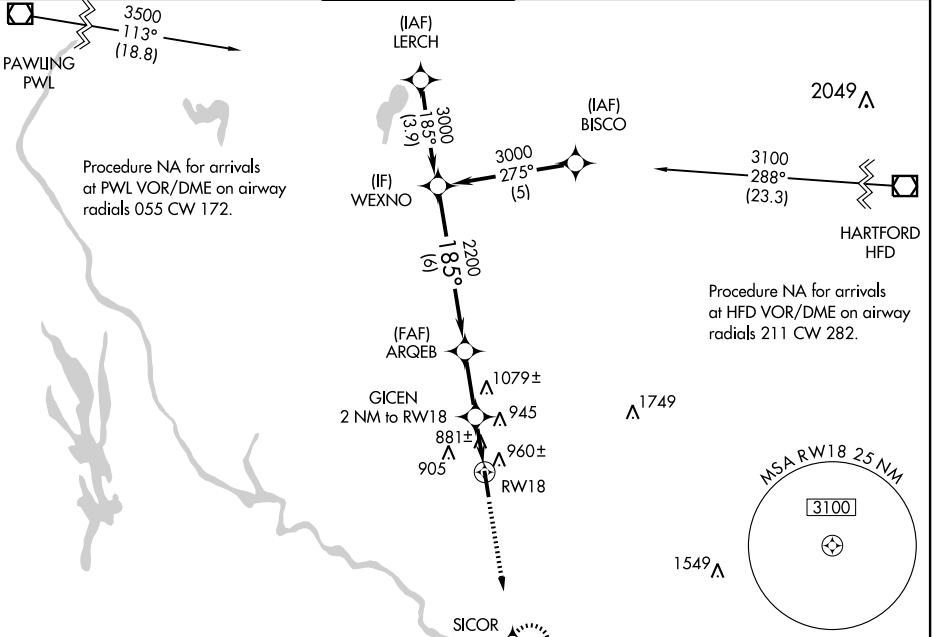 3500
113°
(18.8)
PAWLING
PWL
(IAF)
LERCH
3000
185°
(3.9)
(IAF)
BISCO
2049
3000
275°
(5)
(IF)
WEXNO
3100
288°
(23.3)
HARTFORD
HFD
Procedure NA for arrivals
at PWL VOR/DME on airway
radials 055 CW 172.
2200
185°
(6)
Procedure NA for arrivals
at HFD VOR/DME on airway
radials 211 CW 282.
(FAF)
ARQEB
1079±
GICEN
2 NM to RW18
945
1749
881±
905
960±
RW18
MSA RW18 25 NM
3100
1549
SICOR